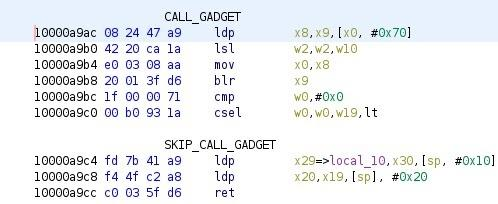 CALL_GADGET
10000a9ac 08 24 47 a9 ldp x8,x9,[x0, #0x70]
10000a9b0 42 20 ca 1a lsl w2,w2,w10
10000a9b4 e0 03 08 aa mov x0,x8
10000a9b8 20 01 3f d6 blr x9
10000a9bc 1f 00 00 71 cmp w0,#0x0
10000a9c0 00 b0 93 1a csel w0,w0,w19,lt
SKIP_CALL_GADGET
10000a9c4 fd 7b 41 a9 ldp x29=>local_10,x30,[sp, #0x10]
10000a9c8 f4 4f c2 a8 ldp x20,x19,[sp], #0x20
10000a9cc c0 03 5f d6 ret